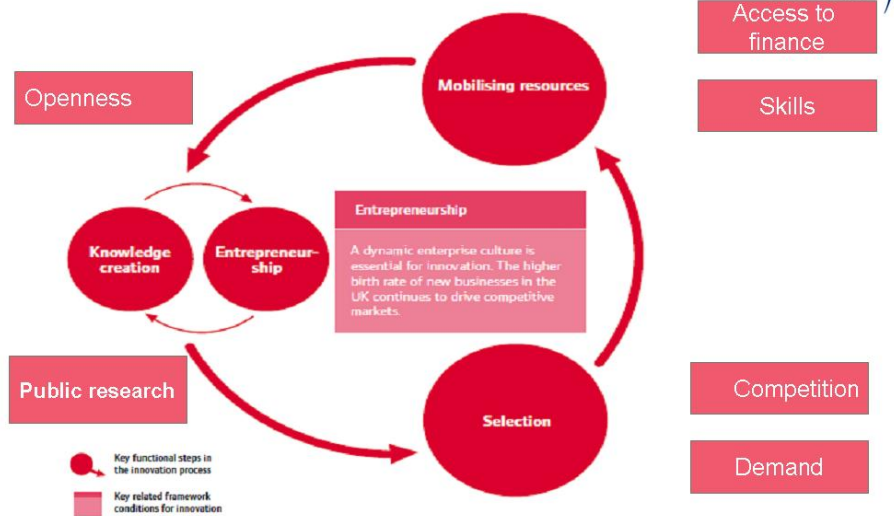 Access to
finance
Openness
Mobilising resources
Skills
Knowledge
creation
Entrepreneur-
ship
Entrepreneurship
A dynamic enterprise culture is
essential for innovation. The higher
birth rate of new businesses in the
UK continues to drive competitive
markets.
Public research
Selection
Competition
Demand
Key functional steps in
the innovation process
Key related framework
conditions for innovation